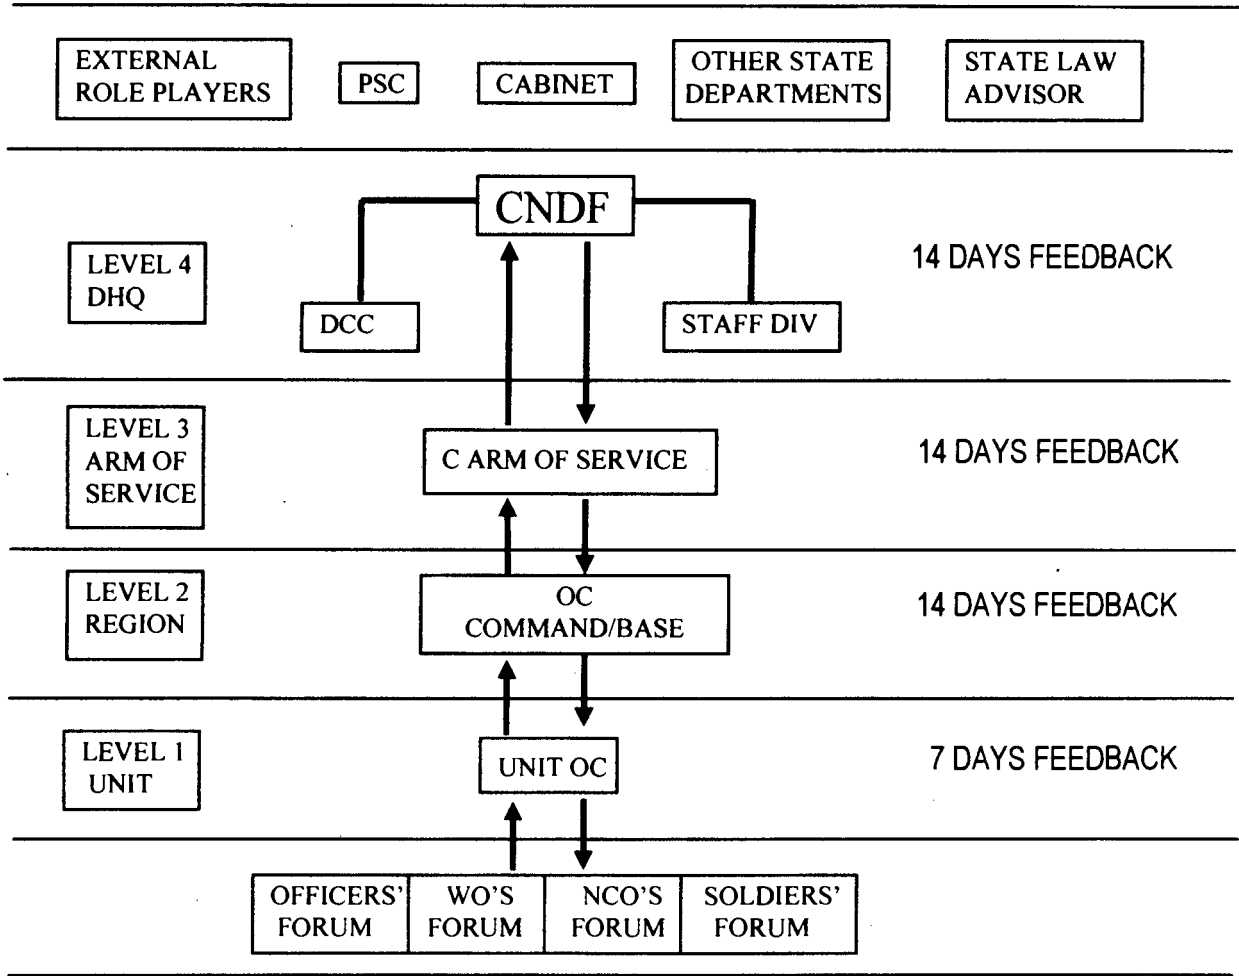 EXTERNAL
ROLE PLAYERS
PSC
CABINET
OTHER STATE
DEPARTMENTS
STATE LAW
ADVISOR
CNDF
LEVEL 4
DHQ
14 DAYS FEEDBACK
DCC
STAFF DIV
LEVEL 3
ARM OF
SERVICE
C ARM OF SERVICE
14 DAYS FEEDBACK
LEVEL 2
REGION
OC
COMMAND/BASE
14 DAYS FEEDBACK
LEVEL 1
UNIT
UNIT OC
7 DAYS FEEDBACK
OFFICERS'
FORUM
WO'S
FORUM
NCO'S
FORUM
SOLDIERS'
FORUM